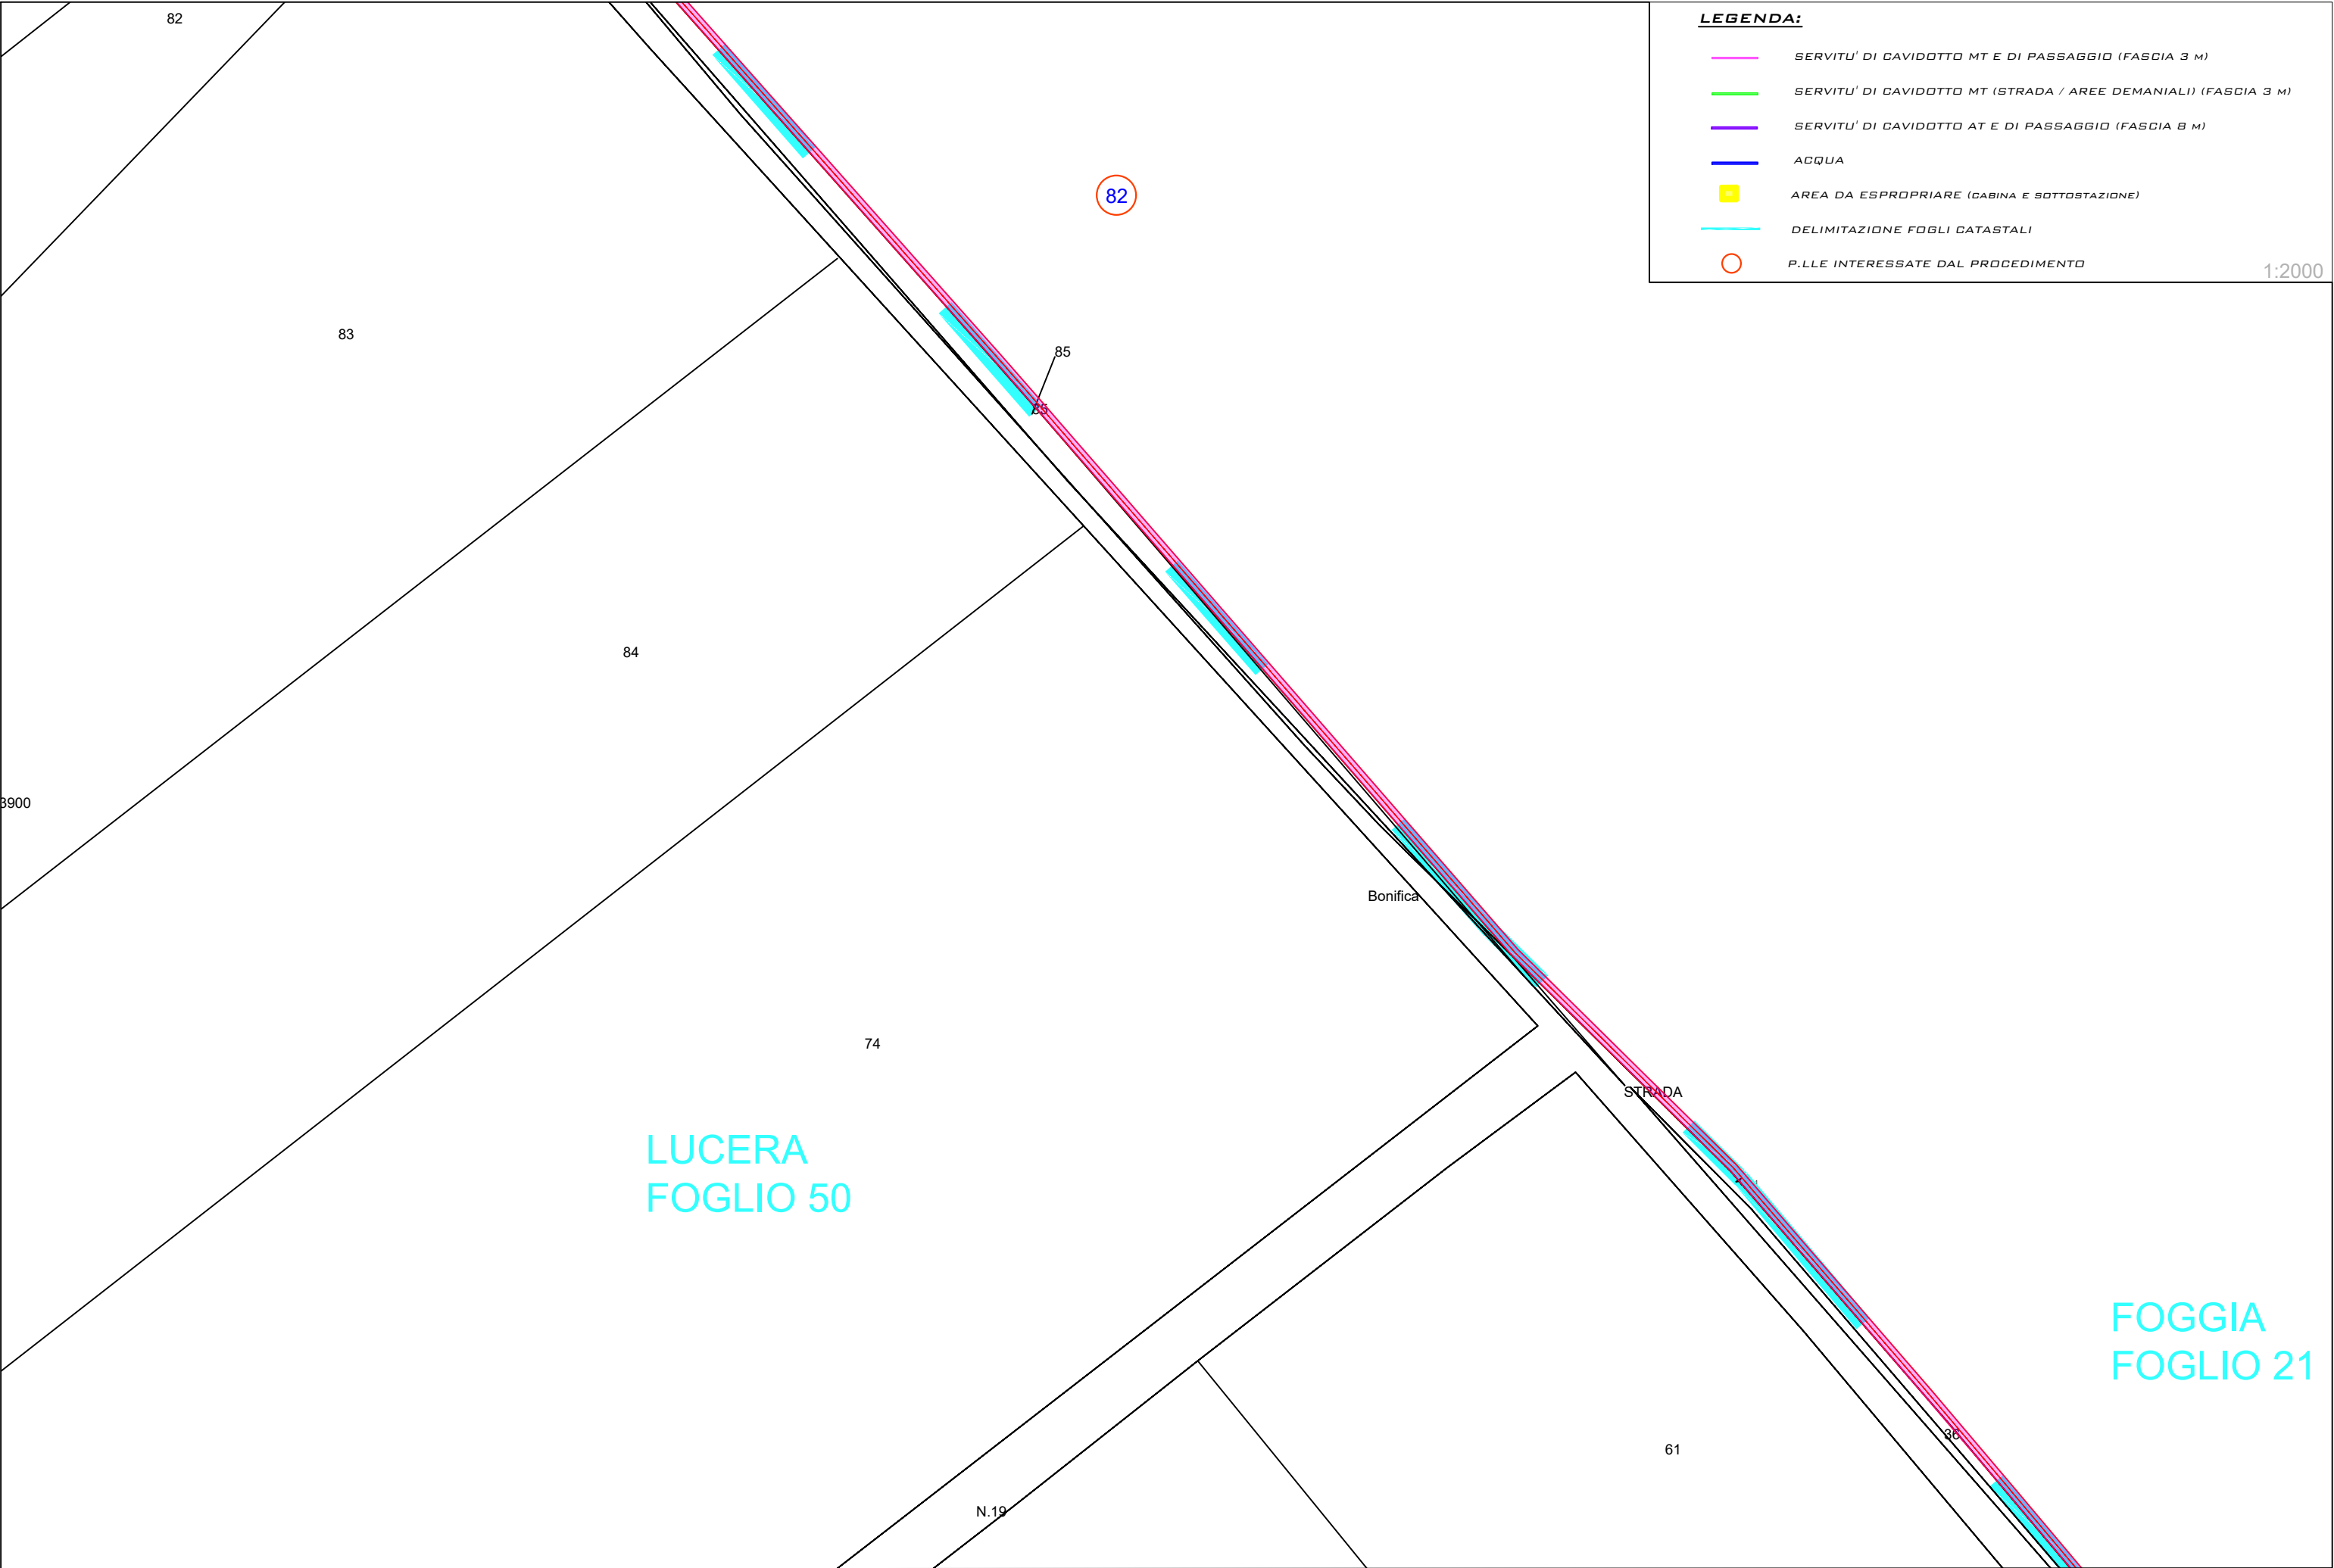 82
LEGENDA:
SERVITU' DI CAVIDOTTO MT E DI PASSAGGIO (FASCIA 3 M)
SERVITU' DI CAVIDOTTO MT (STRADA / AREE DEMANIALI) (FASCIA 3 M)
SERVITU' DI CAVIDOTTO AT E DI PASSAGGIO (FASCIA 8 M)
ACQUA
AREA DA ESPROPRIARE (CABINA E SOTTOSTAZIONE)
DELIMITAZIONE FOGLI CATASTALI
P.LLE INTERESSATE DAL PROCEDIMENTO
1:2000
82
83
85
85
84
3900
Bonifica
74
STRADA
LUCERA
FOGLIO 50
FOGGIA
FOGLIO 21
36
61
N.19